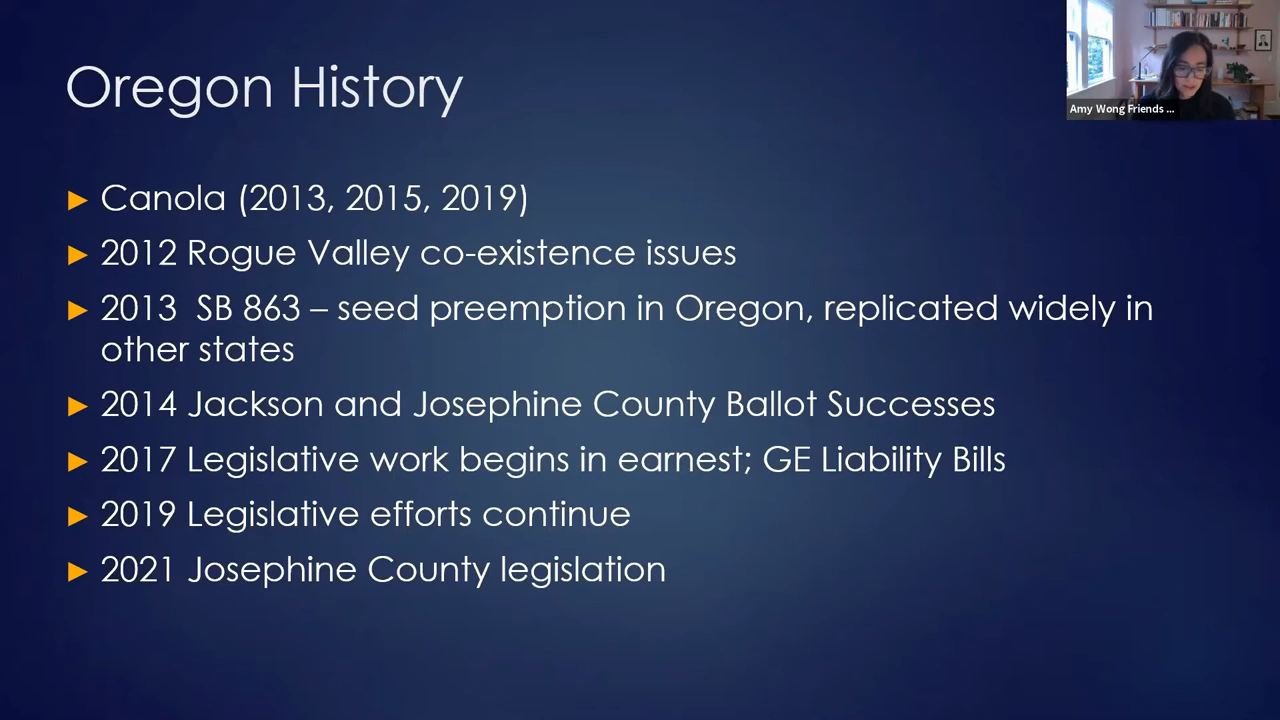 Oregon History
Amy Wong Friends ...
► Canola (2013, 2015, 2019)
► 2012 Rogue Valley co-existence issues
► 2013  SB 863 – seed preemption in Oregon, replicated widely in
other states
► 2014 Jackson and Josephine County Ballot Successes
► 2017 Legislative work begins in earnest; GE Liability Bills
► 2019 Legislative efforts continue
► 2021 Josephine County legislation